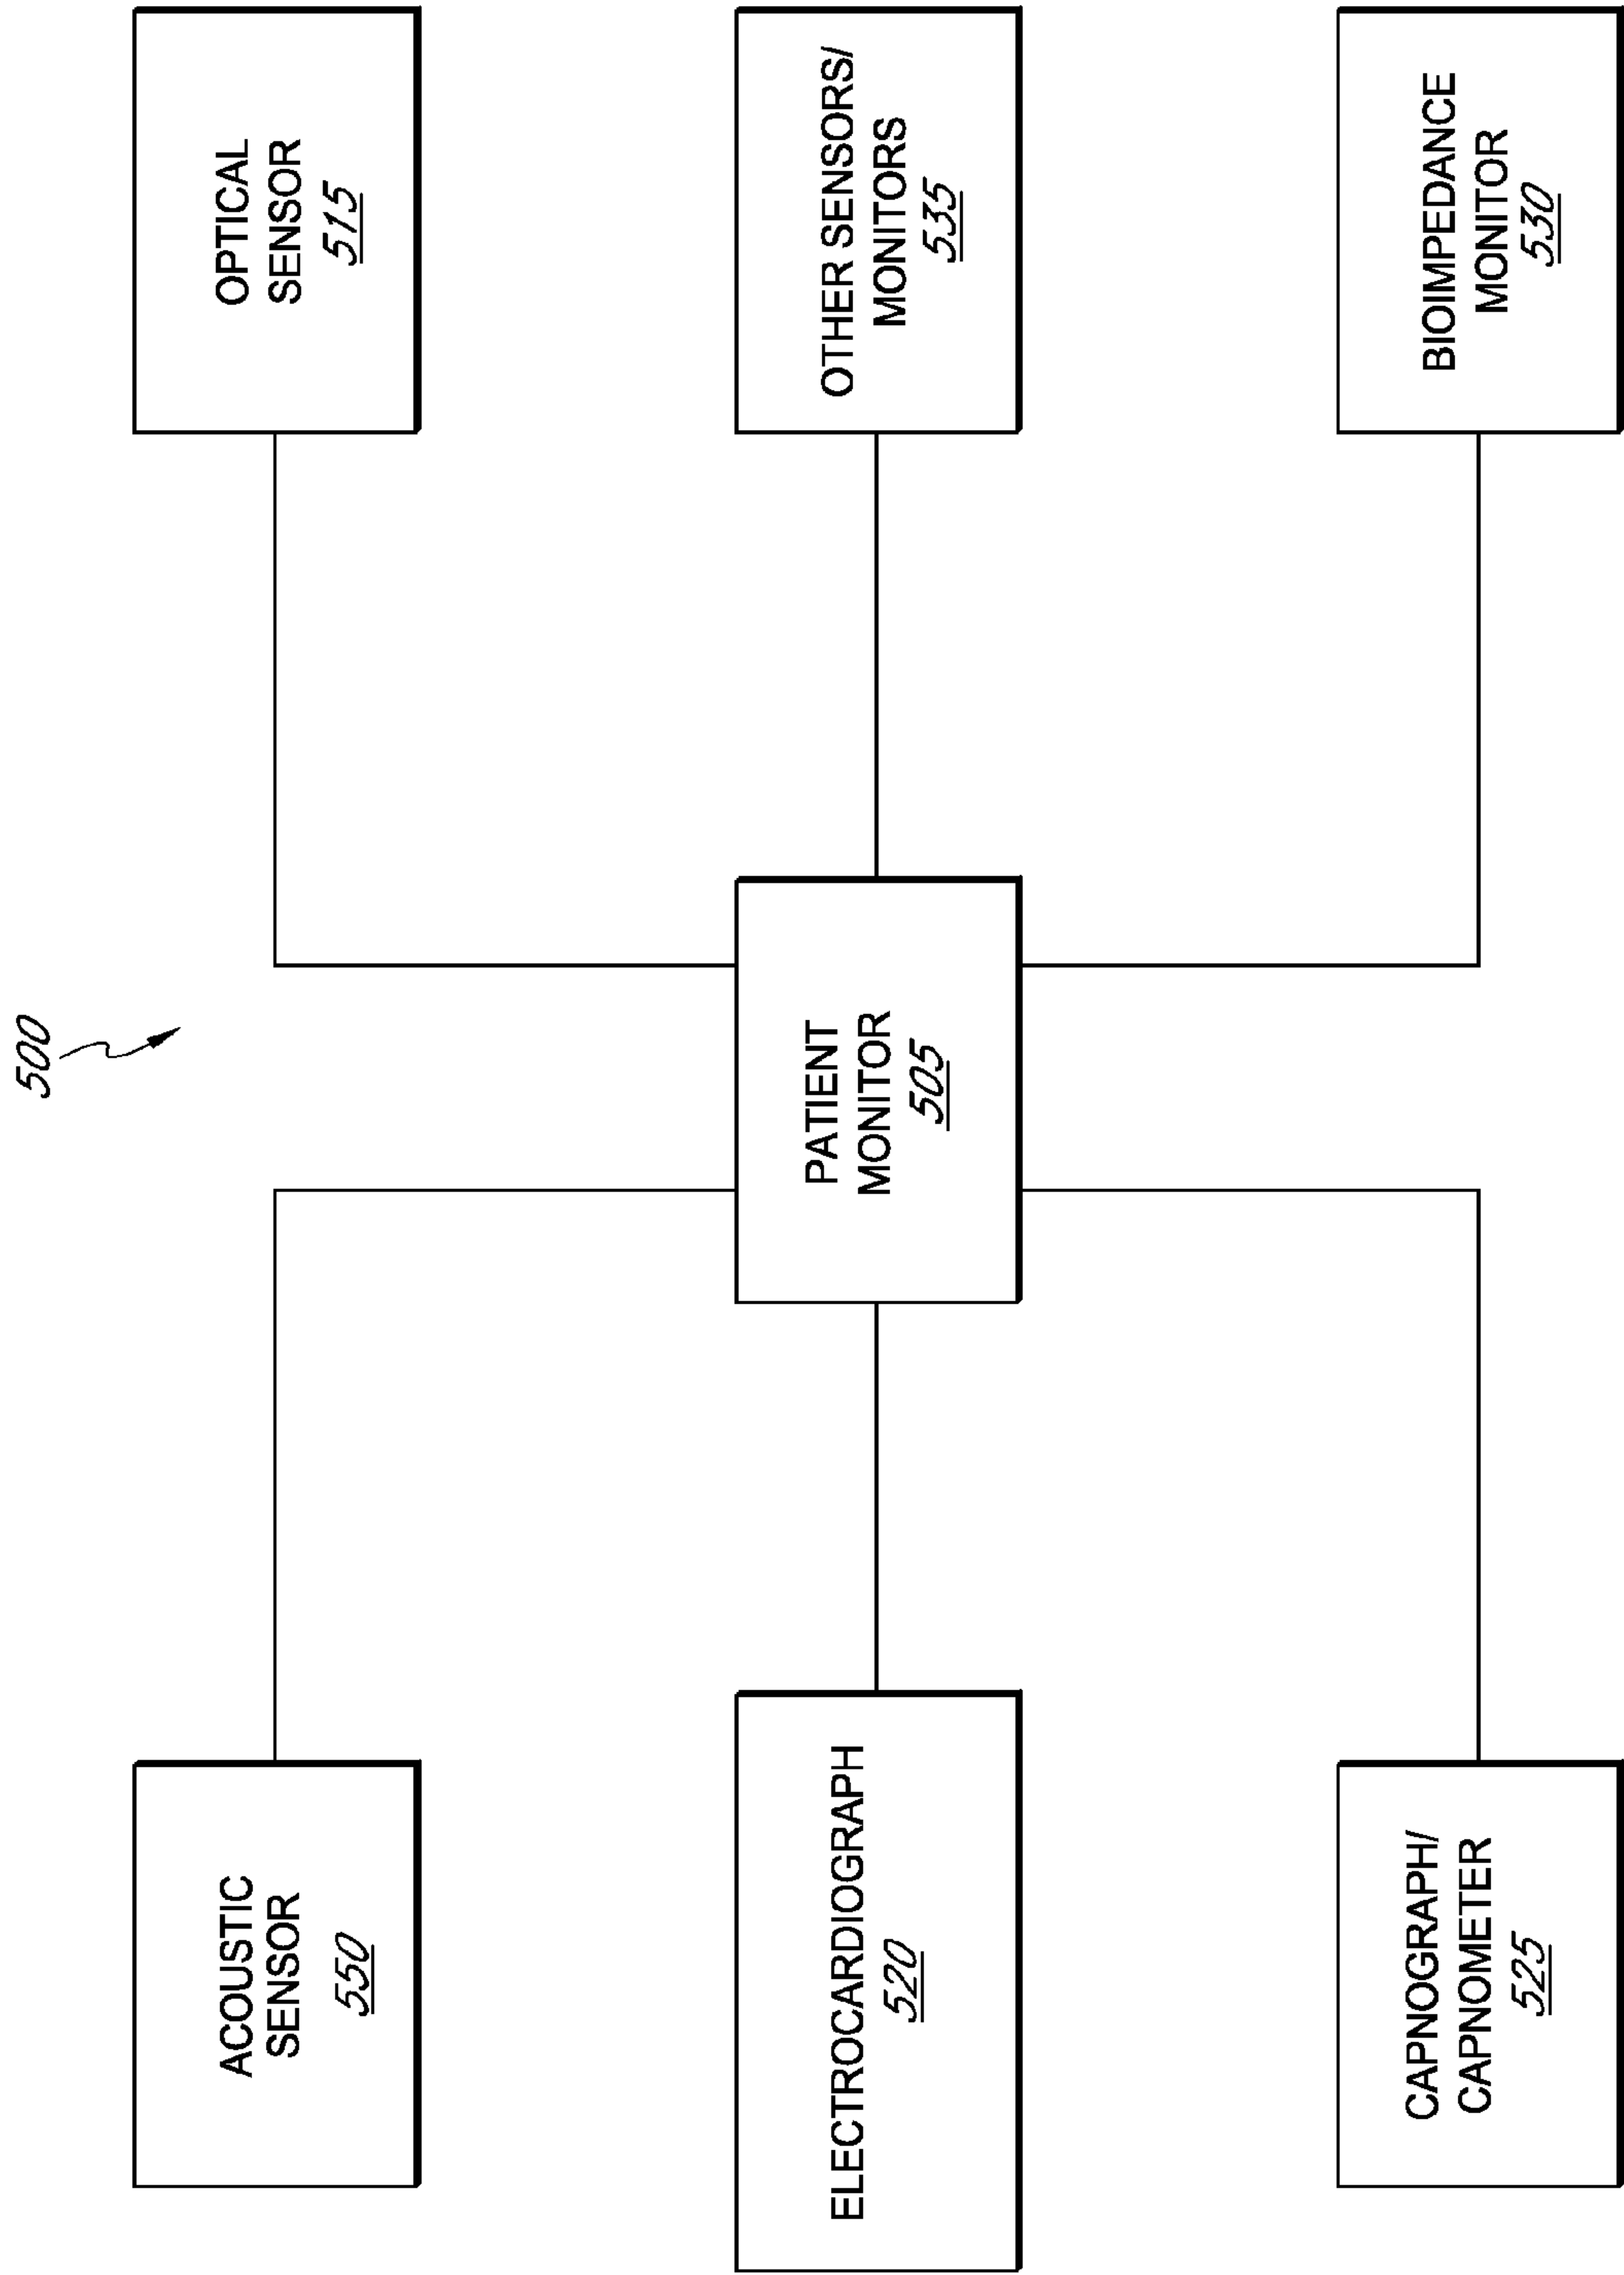 500
ACOUSTIC
SENSOR
550
OPTICAL
SENSOR
515
ELECTROCARDIOGRAPH
520
PATIENT
MONITOR
505
OTHER SENSORS/
MONITORS
535
CAPNOGRAPH/
CAPNOMETER
525
BIOIMPEDANCE
MONITOR
530